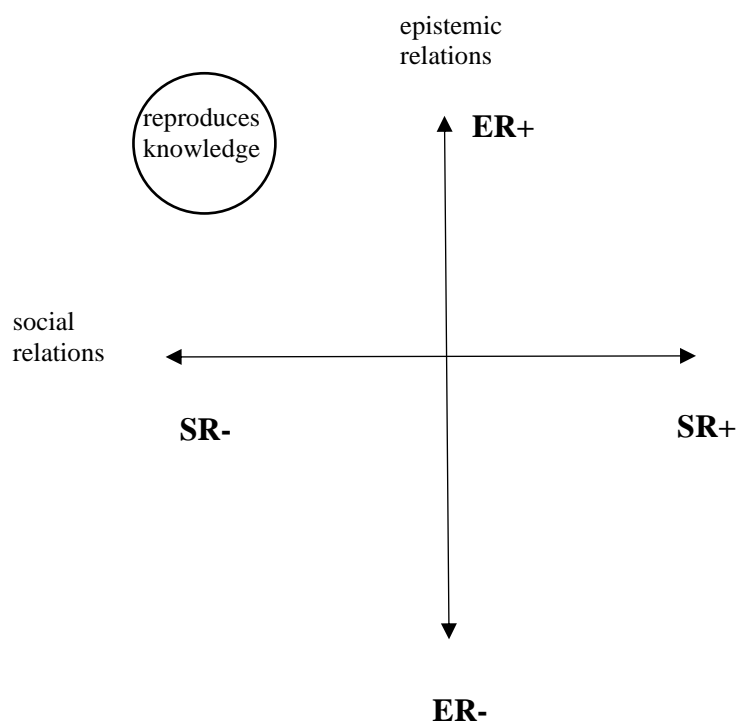 epistemic
relations
reproduces
knowledge
ER+
social
relations
SR-
SR+
ER-